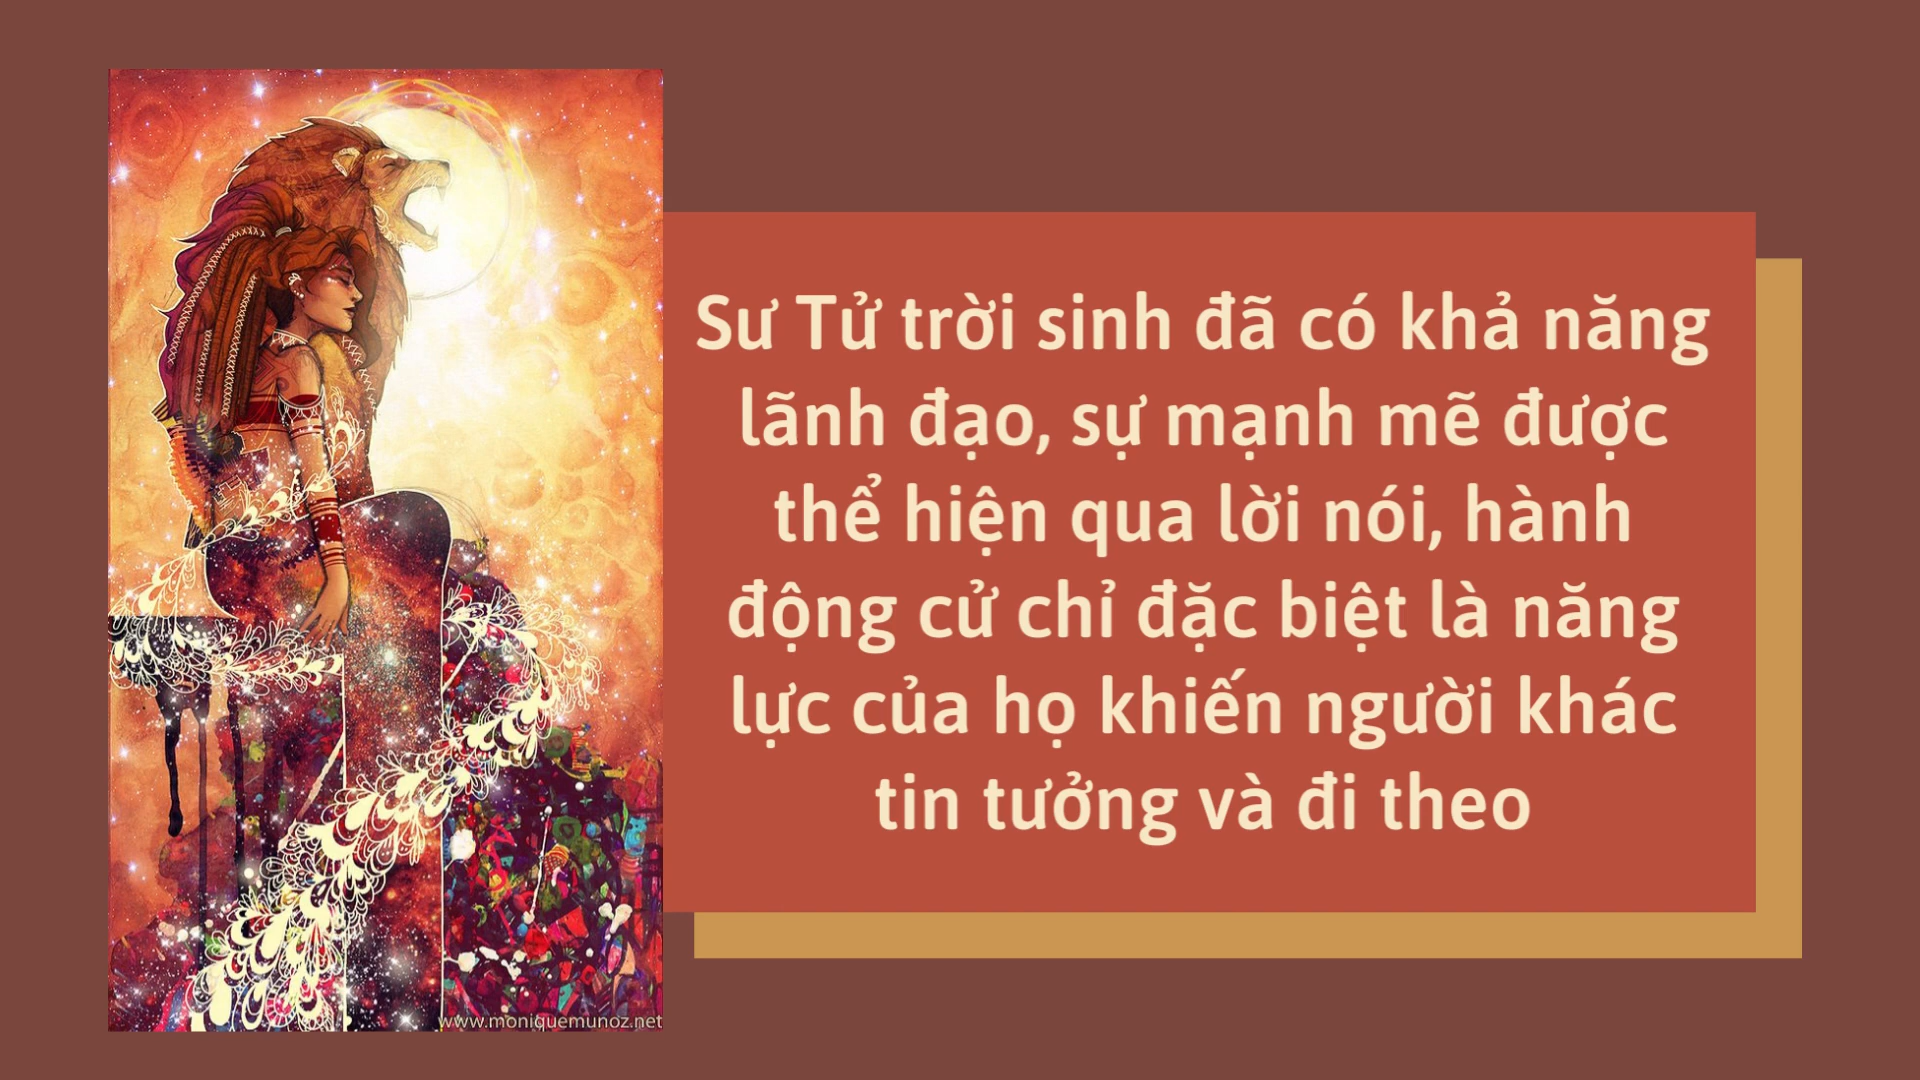 Sư Tử trời sinh đã có khả năng
lãnh đạo, sự mạnh mẽ được
thể hiện qua lời nói, hành
động cử chỉ đặc biệt là năng
lực của họ khiến người khác
tin tưởng và đi theo
www.moniquemunoz.net